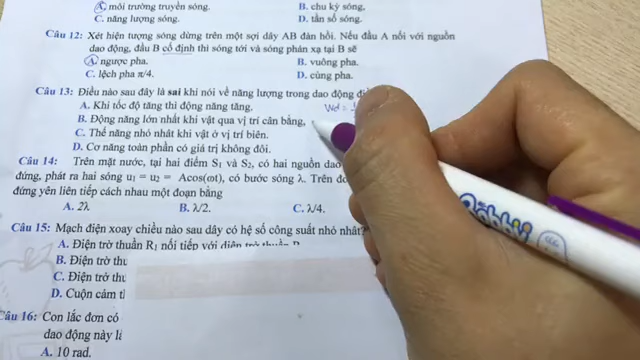 A. môi trường truyền sóng. B. chu kỳ sóng.
C. năng lượng sóng. D. tần số sóng.
Câu 12: Xét hiện tượng sóng dừng trên một sợi dây AB đàn hồi. Nếu đầu A nối với nguồn
dao động, đầu B cố định thì sóng tới và sóng phản xạ tại B sẽ
A. ngược pha. B. vuông pha.
C. lệch pha π/4. D. cùng pha.
Câu 13: Điều nào sau đây là sai khi nói về năng lượng trong dao động
A. Khi tốc độ tăng thì động năng tăng. Wđ =
B. Động năng lớn nhất khi vật qua vị trí cân bằng.
C. Thế năng nhỏ nhất khi vật ở vị trí biên.
D. Cơ năng toàn phần có giá trị không đổi.
Câu 14: Trên mặt nước, tại hai điểm S₁ và S₂, có hai nguồn dao
đứng, phát ra hai sóng u₁ = u₂ = Acos(ωt), có bước sóng λ. Trên
đứng yên liên tiếp cách nhau một đoạn bằng
A. 2λ. B. λ/2. C. λ/4.
Câu 15: Mạch điện xoay chiều nào sau đây có hệ số công suất nhỏ nhất?
A. Điện trở thuần R₁ nối tiếp với điện trở thuần
B. Điện trở
C. Điện trở
D. Cuộn cảm
Câu 16: Con lắc đơn có
dao động này
A. 10 rad.
Bobby